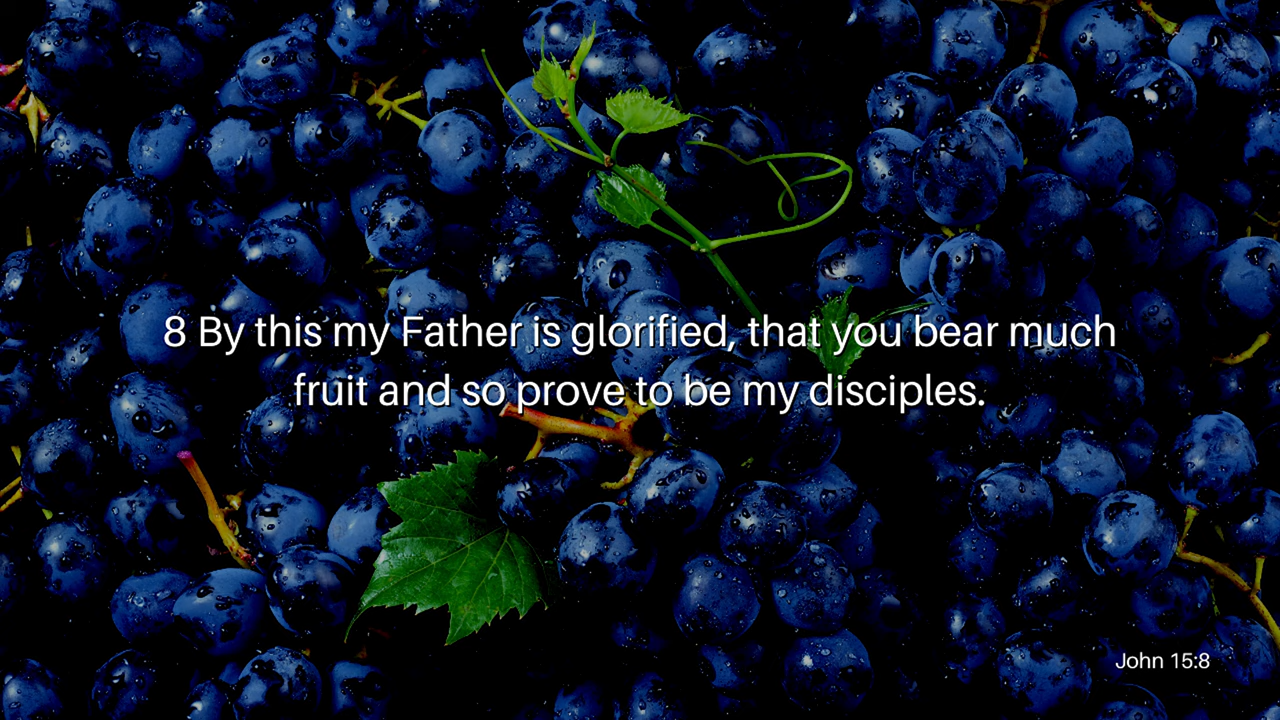 8 By this my Father is glorified, that you bear much
fruit and so prove to be my disciples.
John 15:8